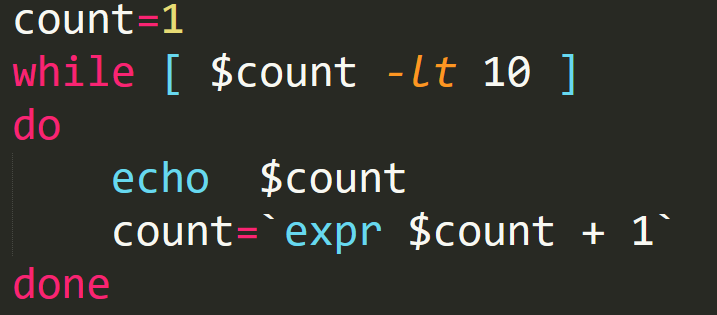 count=1
while [ $count -lt 10 ]
do
    echo  $count
    count=`expr $count + 1`
done